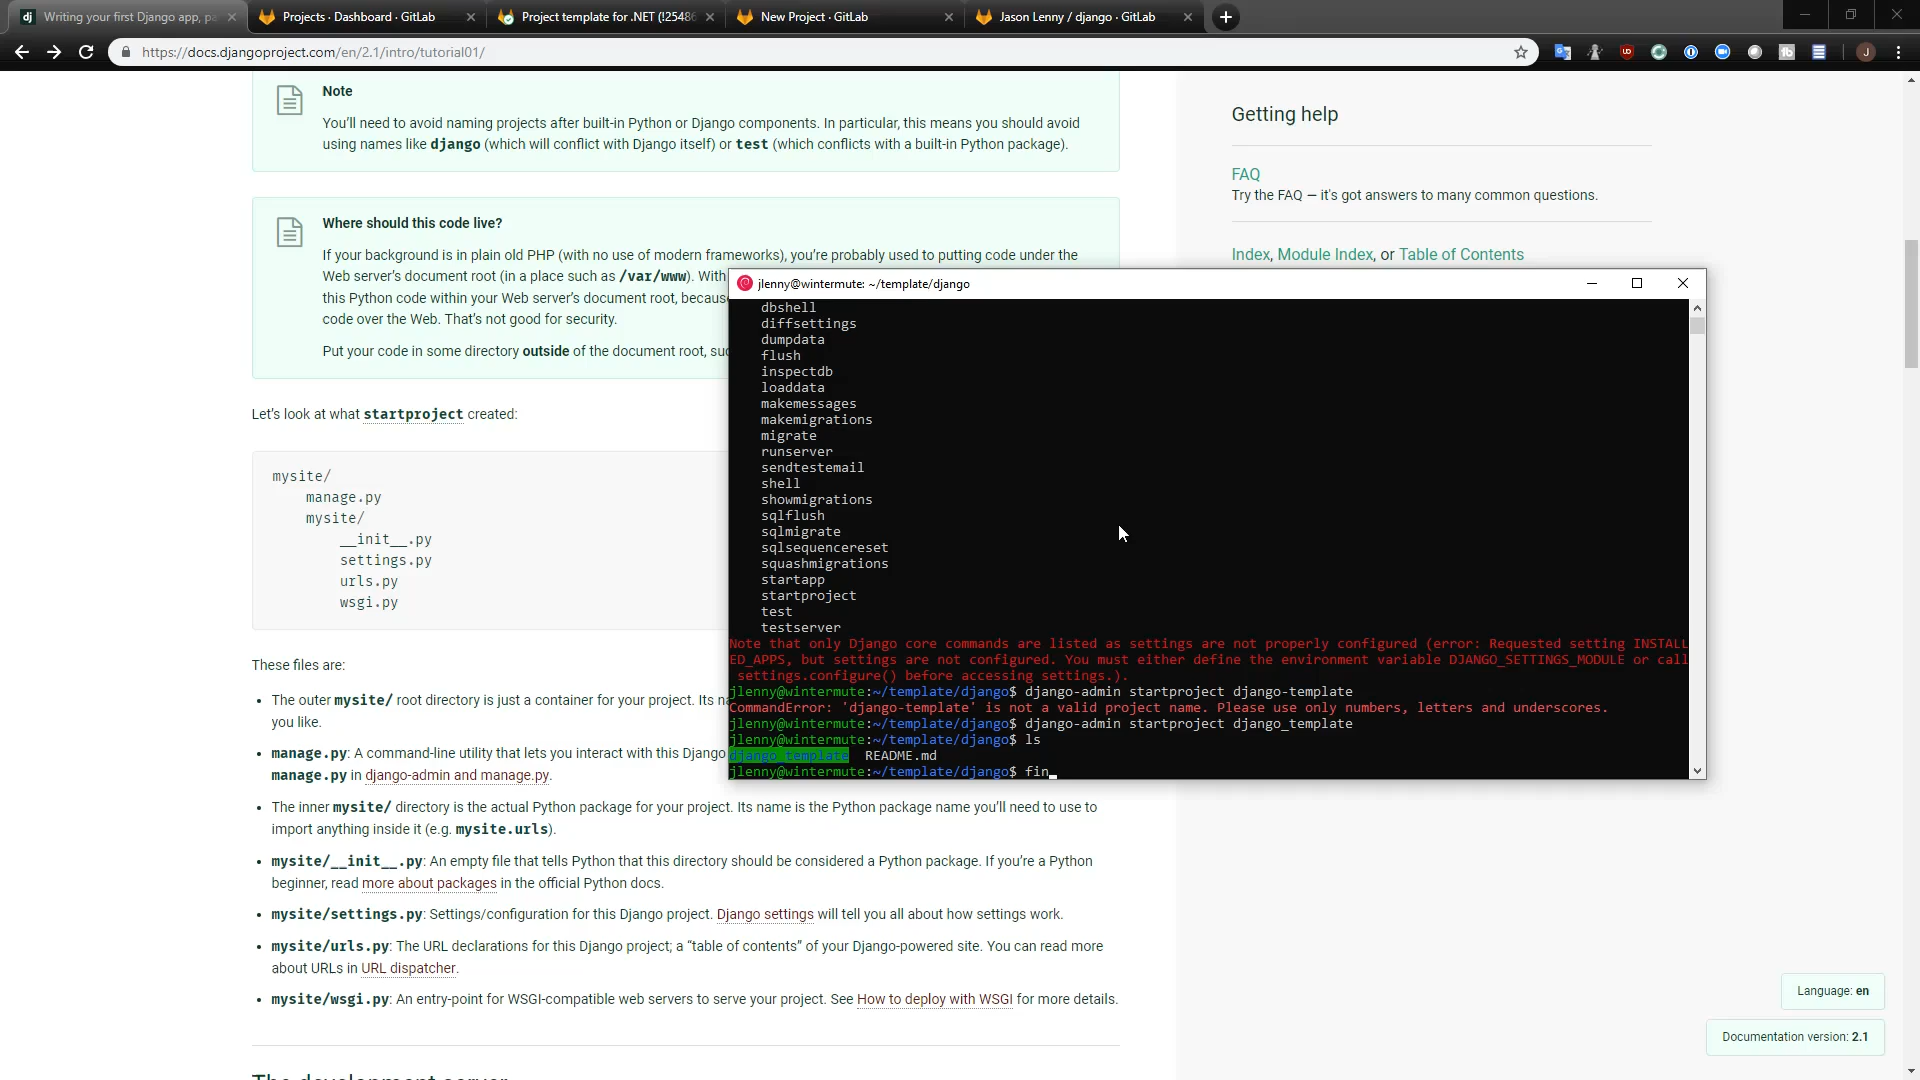 Writing your first Django app, pa
Projects · Dashboard · GitLab
Project template for .NET (!25486
New Project · GitLab
Jason Lenny / django · GitLab
https://docs.djangoproject.com/en/2.1/intro/tutorial01/
Note
You'll need to avoid naming projects after built-in Python or Django components. In particular, this means you should avoid
using names like django (which will conflict with Django itself) or test (which conflicts with a built-in Python package).
Where should this code live?
If your background is in plain old PHP (with no use of modern frameworks), you're probably used to putting code under the
Web server's document root (in a place such as /var/www). With
this Python code within your Web server's document root, becaus
code over the Web. That's not good for security.
Put your code in some directory outside of the document root, suc
Let's look at what startproject created:
mysite/
manage.py
mysite/
__init__.py
settings.py
urls.py
wsgi.py
These files are:
• The outer mysite/ root directory is just a container for your project. Its na
you like.
• manage.py: A command-line utility that lets you interact with this Django
manage.py in django-admin and manage.py.
• The inner mysite/ directory is the actual Python package for your project. Its name is the Python package name you'll need to use to
import anything inside it (e.g. mysite.urls).
• mysite/__init__.py: An empty file that tells Python that this directory should be considered a Python package. If you're a Python
beginner, read more about packages in the official Python docs.
• mysite/settings.py: Settings/configuration for this Django project. Django settings will tell you all about how settings work.
• mysite/urls.py: The URL declarations for this Django project; a "table of contents" of your Django-powered site. You can read more
about URLs in URL dispatcher.
• mysite/wsgi.py: An entry-point for WSGI-compatible web servers to serve your project. See How to deploy with WSGI for more details.
Getting help
FAQ
Try the FAQ — it's got answers to many common questions.
Index, Module Index, or Table of Contents
jlenny@wintermute: ~/template/django
dbshell
diffsettings
dumpdata
flush
inspectdb
loaddata
makemessages
makemigrations
migrate
runserver
sendtestemail
shell
showmigrations
sqlflush
sqlmigrate
sqlsequencereset
squashmigrations
startapp
startproject
test
testserver
Note that only Django core commands are listed as settings are not properly configured (error: Requested setting INSTALL
ED_APPS, but settings are not configured. You must either define the environment variable DJANGO_SETTINGS_MODULE or call
settings.configure() before accessing settings.).
jlenny@wintermute:~/template/django$ django-admin startproject django-template
CommandError: 'django-template' is not a valid project name. Please use only numbers, letters and underscores.
jlenny@wintermute:~/template/django$ django-admin startproject django_template
jlenny@wintermute:~/template/django$ ls
django_template README.md
jlenny@wintermute:~/template/django$ fin
Language: en
Documentation version: 2.1